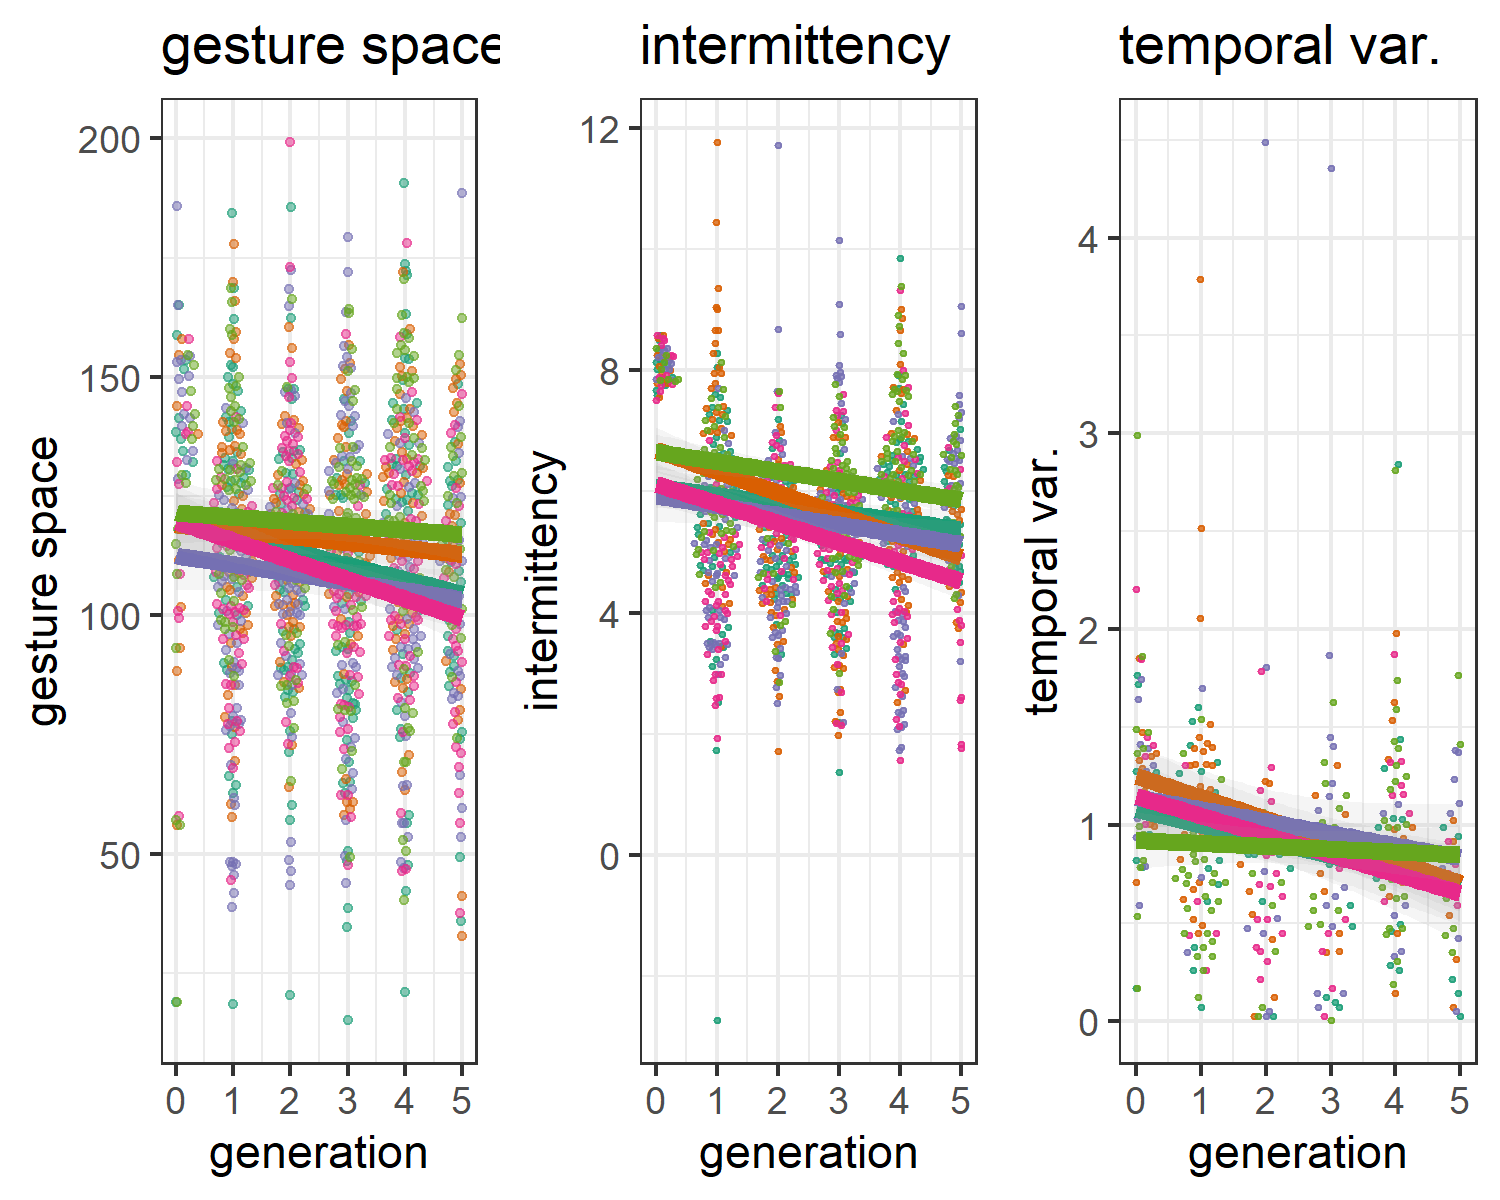 gesture space
intermittency
temporal var.
gesture space
200
150
100
50
0 1 2 3 4 5
generation
intermittency
12
8
4
0
0 1 2 3 4 5
generation
temporal var.
4
3
2
1
0
0 1 2 3 4 5
generation